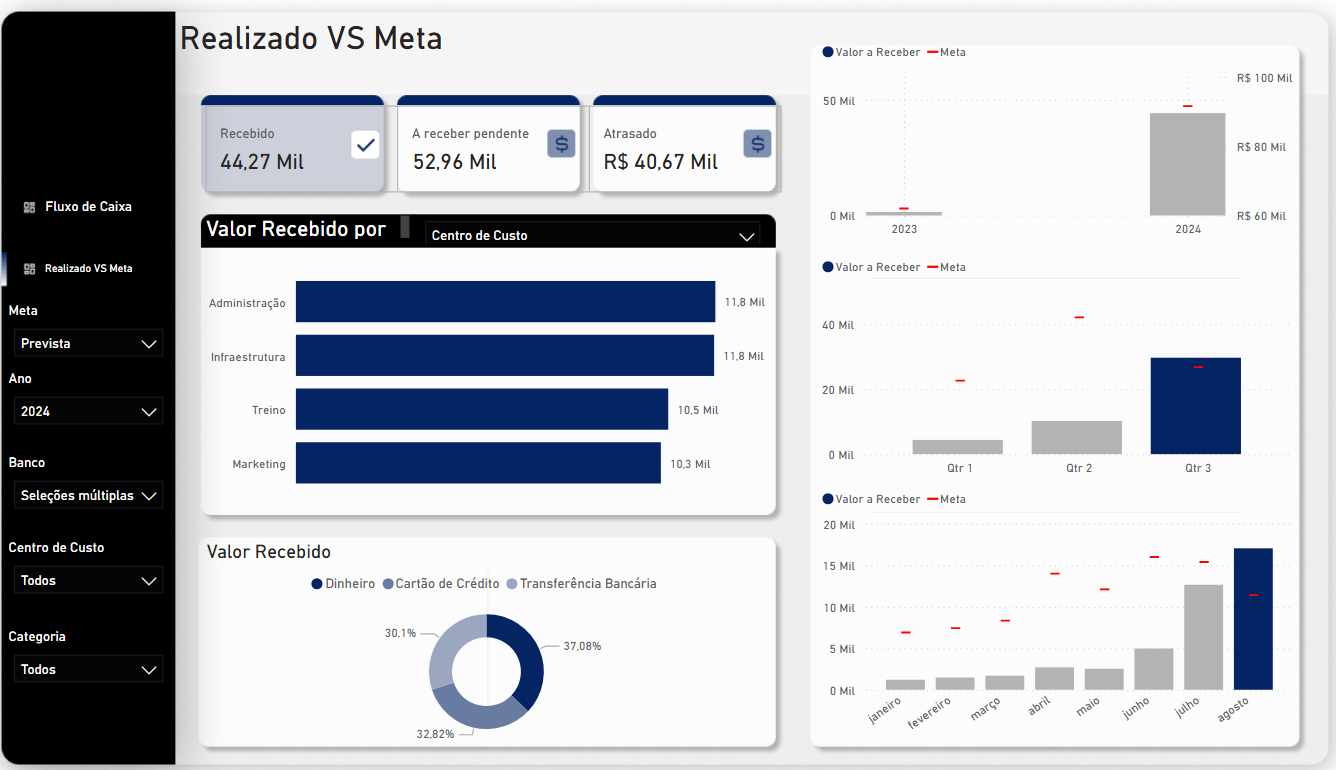 Realizado VS Meta
Fluxo de Caixa
Realizado VS Meta
Meta
Prevista
Ano
2024
Banco
Seleções múltiplas
Centro de Custo
Todos
Categoria
Todos
Recebido
44,27 Mil
A receber pendente
52,96 Mil
Atrasado
R$ 40,67 Mil
Valor Recebido por
Centro de Custo
Administração 11,8 Mil
Infraestrutura 11,8 Mil
Treino 10,5 Mil
Marketing 10,3 Mil
Valor Recebido
Dinheiro Cartão de Crédito Transferência Bancária
30,1%
37,08%
32,82%
Valor a Receber Meta
R$ 100 Mil
50 Mil
R$ 80 Mil
0 Mil R$ 60 Mil
2023 2024
Valor a Receber Meta
40 Mil
20 Mil
0 Mil
Qtr 1 Qtr 2 Qtr 3
Valor a Receber Meta
20 Mil
15 Mil
10 Mil
5 Mil
0 Mil
janeiro fevereiro março abril maio junho julho agosto